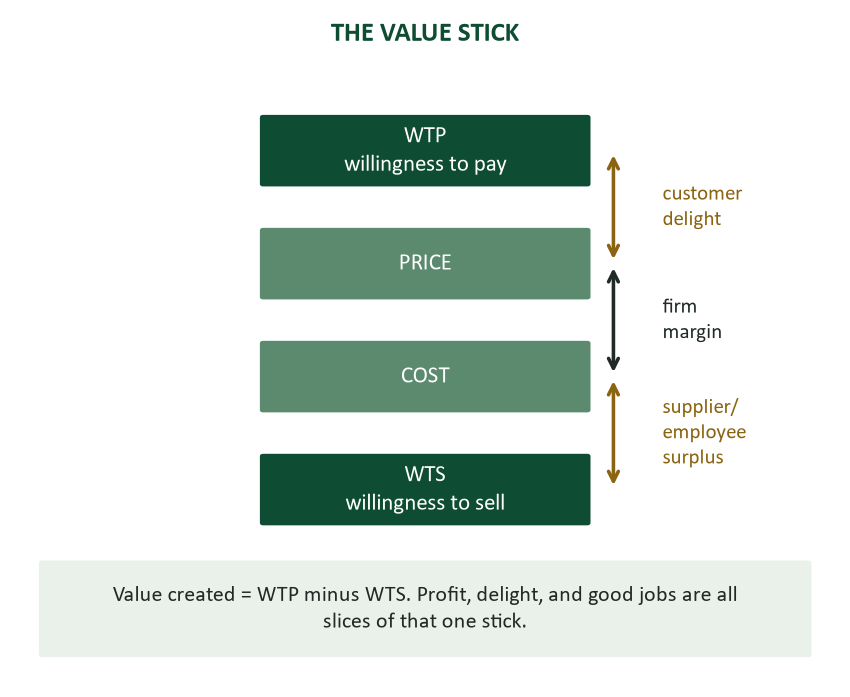 THE VALUE STICK
WTP
willingness to pay
customer
delight
PRICE
firm
margin
COST
supplier/
employee
surplus
WTS
willingness to sell
Value created = WTP minus WTS. Profit, delight, and good jobs are all
slices of that one stick.